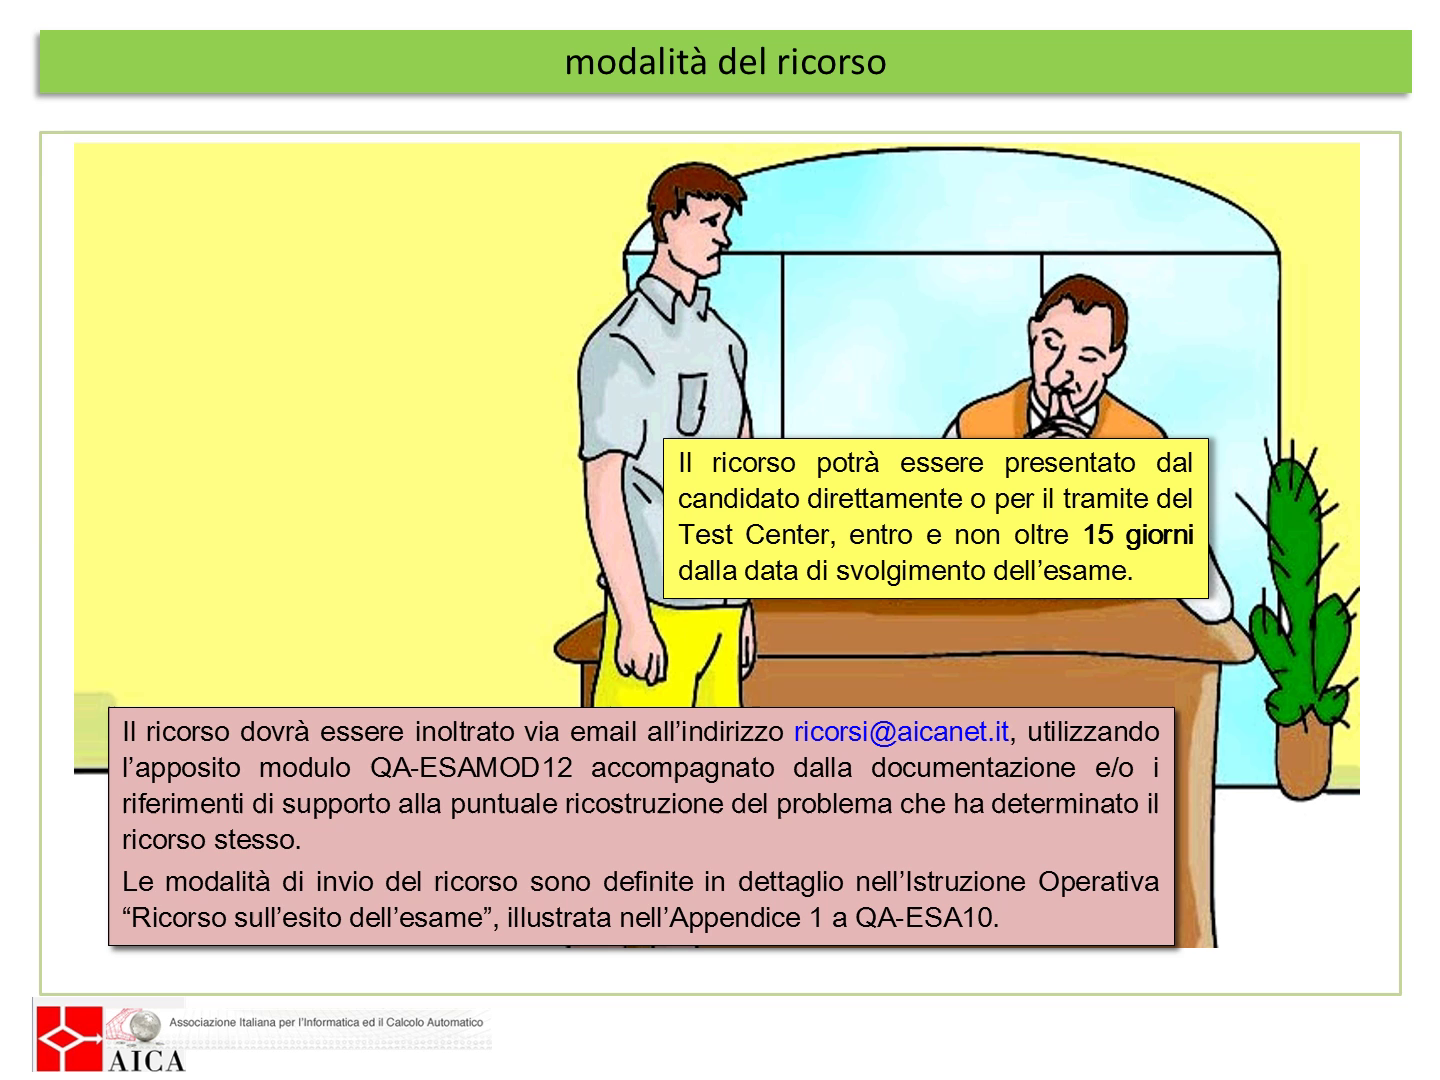 modalità del ricorso
Il ricorso potrà essere presentato dal
candidato direttamente o per il tramite del
Test Center, entro e non oltre 15 giorni
dalla data di svolgimento dell’esame.
Il ricorso dovrà essere inoltrato via email all’indirizzo ricorsi@aicanet.it, utilizzando
l’apposito modulo QA-ESAMOD12 accompagnato dalla documentazione e/o i
riferimenti di supporto alla puntuale ricostruzione del problema che ha determinato il
ricorso stesso.
Le modalità di invio del ricorso sono definite in dettaglio nell’Istruzione Operativa
“Ricorso sull’esito dell’esame”, illustrata nell’Appendice 1 a QA-ESA10.
Associazione Italiana per l’Informatica ed il Calcolo Automatico
AICA